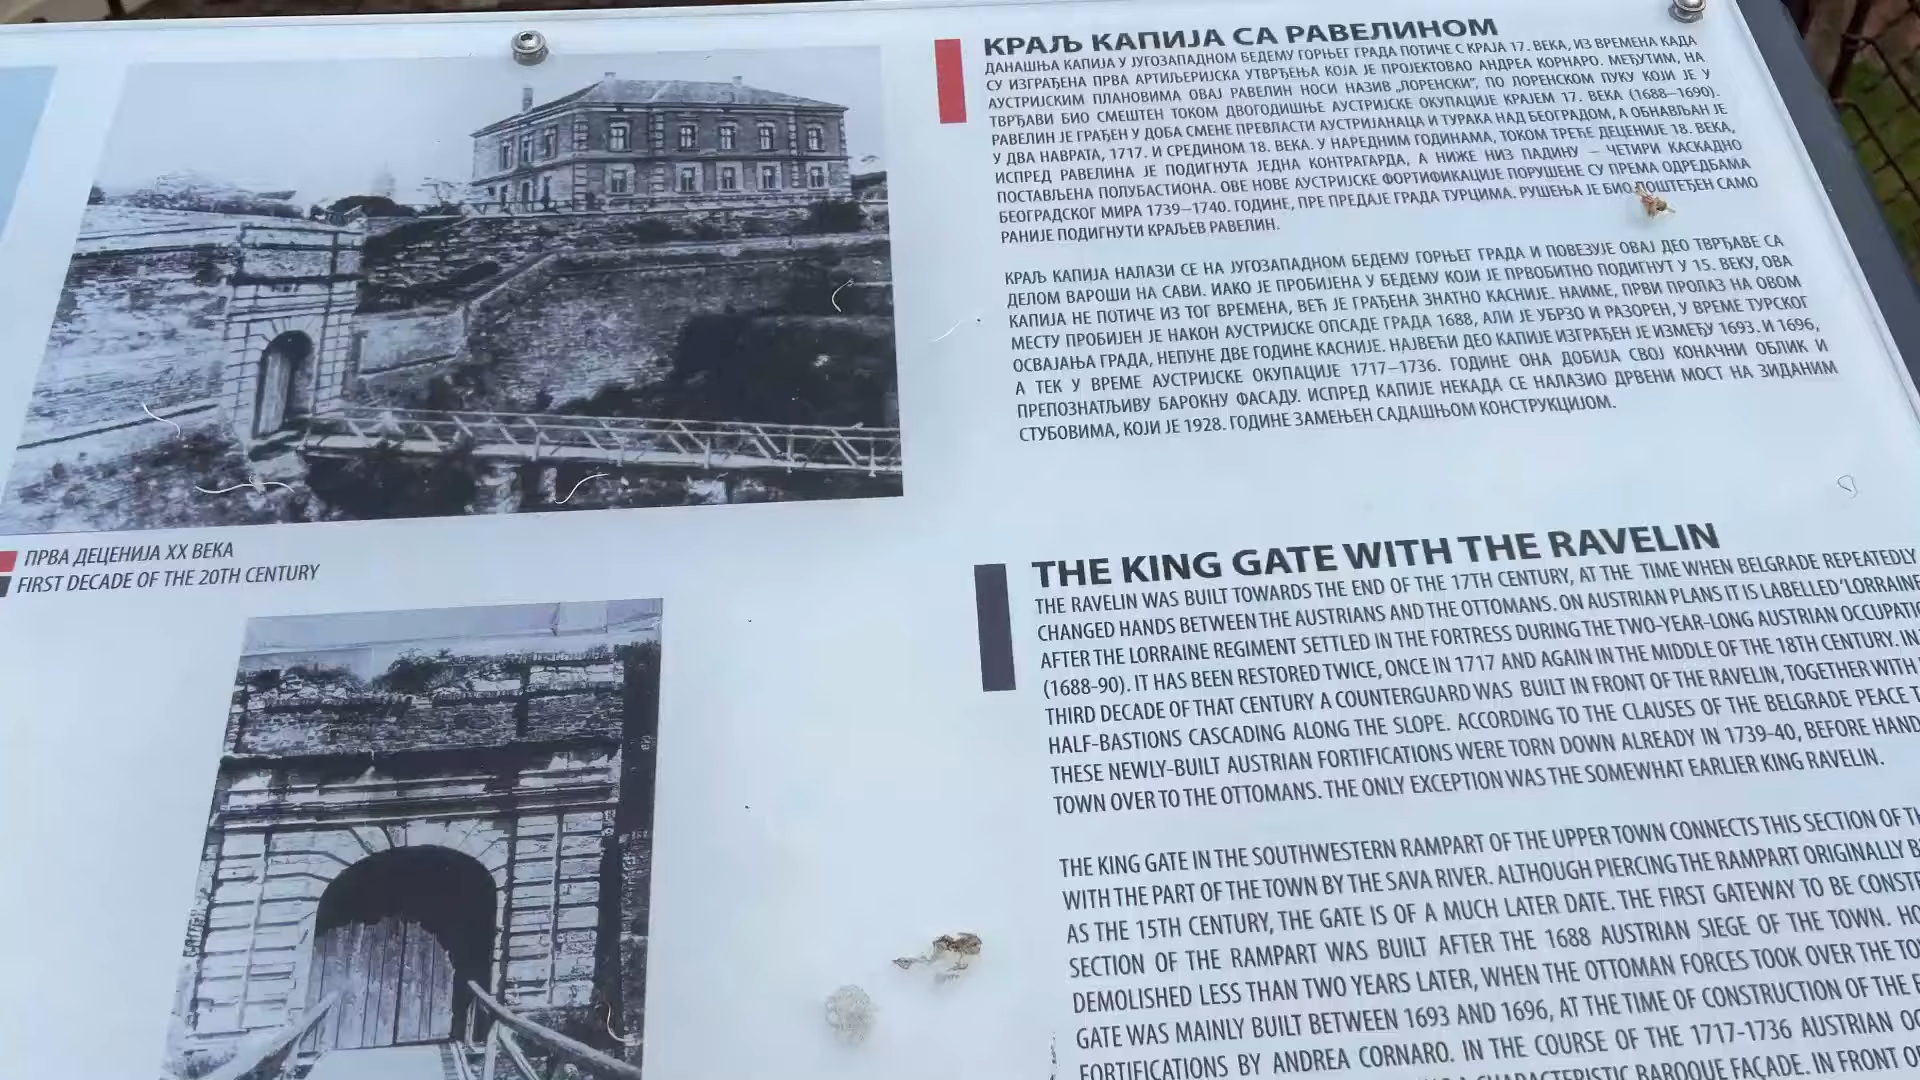 КРАЉ КАПИЈА СА РАВЕЛИНОМ
ДАНАШЊА КАПИЈА У ЈУГОЗАПАДНОМ БЕДЕМУ ГОРЊЕГ ГРАДА ПОТИЧЕ С КРАЈА 17. ВЕКА, ИЗ ВРЕМЕНА КАДА
СУ ИЗГРАЂЕНА ПРВА АРТИЉЕРИЈСКА УТВРЂЕЊА КОЈА ЈЕ ПРОЈЕКТОВАО АНДРЕА КОРНАРО. МЕЂУТИМ, НА
АУСТРИЈСКИМ ПЛАНОВИМА ОВАЈ РАВЕЛИН НОСИ НАЗИВ „ЛОРЕНСКИ”, ПО ЛОРЕНСКОМ ПУКУ КОЈИ ЈЕ У
ТВРЂАВИ БИО СМЕШТЕН ТОКОМ ДВОГОДИШЊЕ АУСТРИЈСКЕ ОКУПАЦИЈЕ КРАЈЕМ 17. ВЕКА (1688–1690).
РАВЕЛИН ЈЕ ГРАЂЕН У ДОБА СМЕНЕ ПРЕВЛАСТИ АУСТРИЈАНАЦА И ТУРАКА НАД БЕОГРАДОМ, А ОБНАВЉАН ЈЕ
У ДВА НАВРАТА, 1717. И СРЕДИНОМ 18. ВЕКА. У НАРЕДНИМ ГОДИНАМА, ТОКОМ ТРЕЋЕ ДЕЦЕНИЈЕ 18. ВЕКА,
ИСПРЕД РАВЕЛИНА ЈЕ ПОДИГНУТА ЈЕДНА КОНТРАГАРДА, А НИЖЕ НИЗ ПАДИНУ – ЧЕТИРИ КАСКАДНО
ПОСТАВЉЕНА ПОЛУБАСТИОНА. ОВЕ НОВЕ АУСТРИЈСКЕ ФОРТИФИКАЦИЈЕ ПОРУШЕНЕ СУ ПРЕМА ОДРЕДБАМА
БЕОГРАДСКОГ МИРА 1739–1740. ГОДИНЕ, ПРЕ ПРЕДАЈЕ ГРАДА ТУРЦИМА. РУШЕЊА ЈЕ БИО ПОШТЕЂЕН САМО
РАНИЈЕ ПОДИГНУТИ КРАЉЕВ РАВЕЛИН.
КРАЉ КАПИЈА НАЛАЗИ СЕ НА ЈУГОЗАПАДНОМ БЕДЕМУ ГОРЊЕГ ГРАДА И ПОВЕЗУЈЕ ОВАЈ ДЕО ТВРЂАВЕ СА
ДЕЛОМ ВАРОШИ НА САВИ. ИАКО ЈЕ ПРОБИЈЕНА У БЕДЕМУ КОЈИ ЈЕ ПРВОБИТНО ПОДИГНУТ У 15. ВЕКУ, ОВА
КАПИЈА НЕ ПОТИЧЕ ИЗ ТОГ ВРЕМЕНА, ВЕЋ ЈЕ ГРАЂЕНА ЗНАТНО КАСНИЈЕ. НАИМЕ, ПРВИ ПРОЛАЗ НА ОВОМ
МЕСТУ ПРОБИЈЕН ЈЕ НАКОН АУСТРИЈСКЕ ОПСАДЕ ГРАДА 1688, АЛИ ЈЕ УБРЗО И РАЗОРЕН, У ВРЕМЕ ТУРСКОГ
ОСВАЈАЊА ГРАДА, НЕПУНЕ ДВЕ ГОДИНЕ КАСНИЈЕ. НАЈВЕЋИ ДЕО КАПИЈЕ ИЗГРАЂЕН ЈЕ ИЗМЕЂУ 1693. И 1696,
А ТЕК У ВРЕМЕ АУСТРИЈСКЕ ОКУПАЦИЈЕ 1717–1736. ГОДИНЕ ОНА ДОБИЈА СВОЈ КОНАЧНИ ОБЛИК И
ПРЕПОЗНАТЉИВУ БАРОКНУ ФАСАДУ. ИСПРЕД КАПИЈЕ НЕКАДА СЕ НАЛАЗИО ДРВЕНИ МОСТ НА ЗИДАНИМ
СТУБОВИМА, КОЈИ ЈЕ 1928. ГОДИНЕ ЗАМЕЊЕН САДАШЊОМ КОНСТРУКЦИЈОМ.
ПРВА ДЕЦЕНИЈА XX ВЕКА
FIRST DECADE OF THE 20TH CENTURY
THE KING GATE WITH THE RAVELIN
THE RAVELIN WAS BUILT TOWARDS THE END OF THE 17TH CENTURY, AT THE TIME WHEN BELGRADE REPEATEDLY
CHANGED HANDS BETWEEN THE AUSTRIANS AND THE OTTOMANS. ON AUSTRIAN PLANS IT IS LABELLED 'LORRAINE
AFTER THE LORRAINE REGIMENT SETTLED IN THE FORTRESS DURING THE TWO-YEAR-LONG AUSTRIAN
(1688-90). IT HAS BEEN RESTORED TWICE, ONCE IN 1717 AND AGAIN IN THE MIDDLE OF THE 18TH CENTURY. IN
THIRD DECADE OF THAT CENTURY A COUNTERGUARD WAS BUILT IN FRONT OF THE RAVELIN, TOGETHER WITH
HALF-BASTIONS CASCADING ALONG THE SLOPE. ACCORDING TO THE CLAUSES OF THE BELGRADE PEACE
THESE NEWLY-BUILT AUSTRIAN FORTIFICATIONS WERE TORN DOWN ALREADY IN 1739-40, BEFORE
TOWN OVER TO THE OTTOMANS. THE ONLY EXCEPTION WAS THE SOMEWHAT EARLIER KING RAVELIN.
THE KING GATE IN THE SOUTHWESTERN RAMPART OF THE UPPER TOWN CONNECTS THIS SECTION OF
WITH THE PART OF THE TOWN BY THE SAVA RIVER. ALTHOUGH PIERCING THE RAMPART ORIGINALLY
AS THE 15TH CENTURY, THE GATE IS OF A MUCH LATER DATE. THE FIRST GATEWAY TO BE
SECTION OF THE RAMPART WAS BUILT AFTER THE 1688 AUSTRIAN SIEGE OF THE TOWN.
DEMOLISHED LESS THAN TWO YEARS LATER, WHEN THE OTTOMAN FORCES TOOK OVER THE
GATE WAS MAINLY BUILT BETWEEN 1693 AND 1696, AT THE TIME OF CONSTRUCTION OF THE
FORTIFICATIONS BY ANDREA CORNARO. IN THE COURSE OF THE 1717-1736 AUSTRIAN
CHARACTERISTIC BAROQUE FAÇADE. IN FRONT